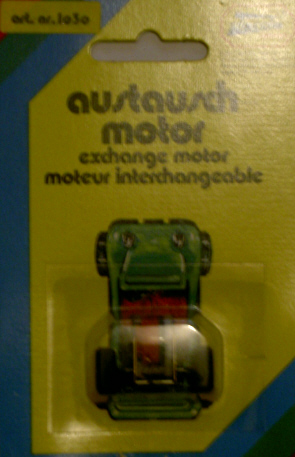 art. nr. 1030
austausch
motor
exchange motor
moteur interchangeable